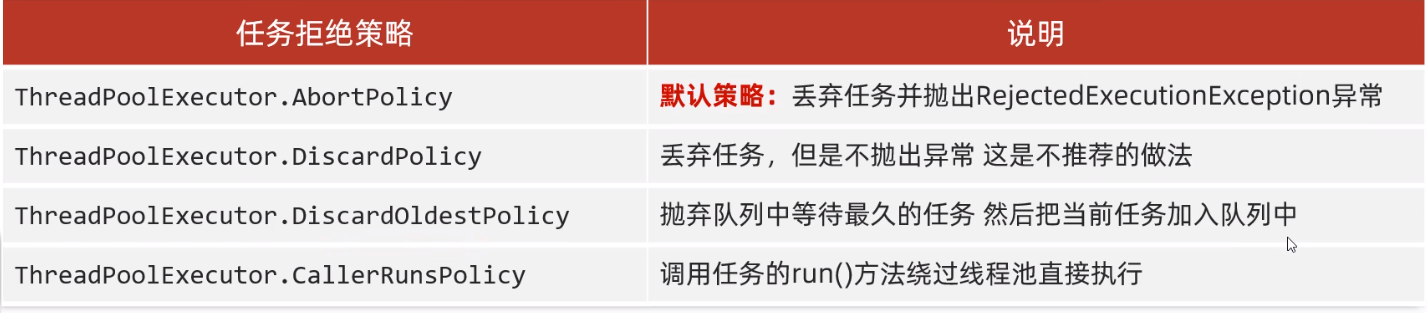 任务拒绝策略 说明
ThreadPoolExecutor.AbortPolicy 默认策略：丢弃任务并抛出RejectedExecutionException异常
ThreadPoolExecutor.DiscardPolicy 丢弃任务，但是不抛出异常 这是不推荐的做法
ThreadPoolExecutor.DiscardOldestPolicy 抛弃队列中等待最久的任务 然后把当前任务加入队列中
ThreadPoolExecutor.CallerRunsPolicy 调用任务的run()方法绕过线程池直接执行